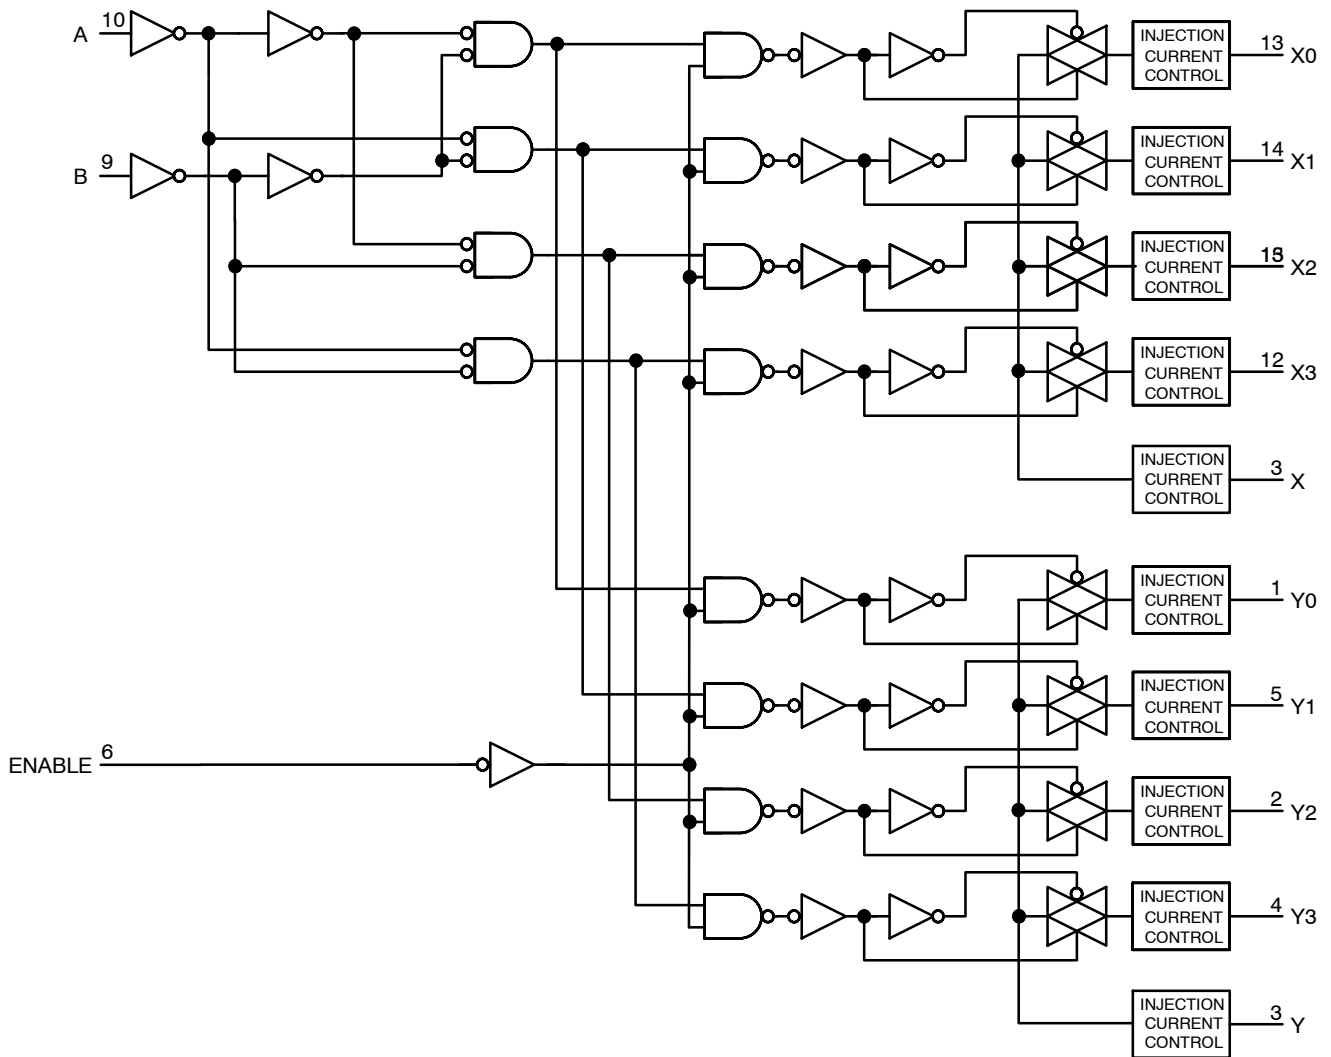 A 10
INJECTION
CURRENT
CONTROL
13 X0
B 9
INJECTION
CURRENT
CONTROL
14 X1
INJECTION
CURRENT
CONTROL
X2
INJECTION
CURRENT
CONTROL
12 X3
INJECTION
CURRENT
CONTROL
3 X
INJECTION
CURRENT
CONTROL
1 Y0
INJECTION
CURRENT
CONTROL
5 Y1
ENABLE 6
INJECTION
CURRENT
CONTROL
2 Y2
INJECTION
CURRENT
CONTROL
4 Y3
INJECTION
CURRENT
CONTROL
3 Y